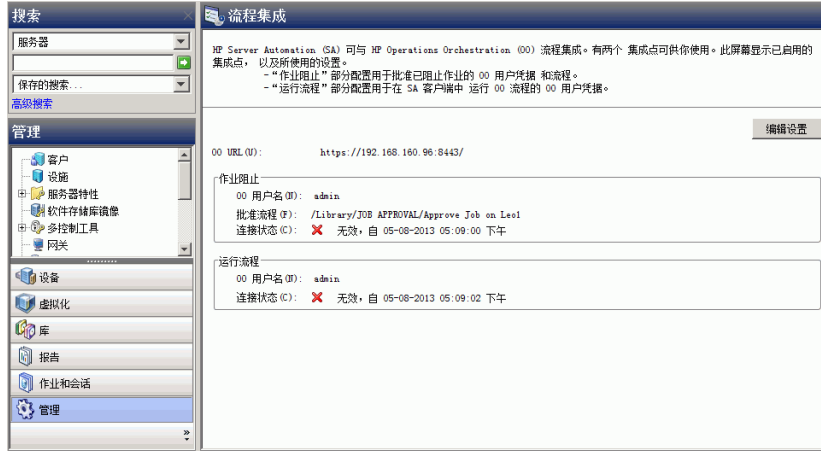 搜索
服务器
保存的搜索...
高级搜索
管理
客户
设施
服务器特性
软件存储库镜像
多控制工具
网关
设备
虚拟化
库
报告
作业和会话
管理
流程集成
HP Server Automation (SA) 可与 HP Operations Orchestration (OO) 流程集成。有两个 集成点可供你使用。此屏幕显示已启用的
集成点, 以及所使用的设置。
-“作业阻止”部分配置用于批准已阻止作业的 OO 用户凭据 和流程。
-“运行流程”部分配置用于在 SA 客户端中 运行 OO 流程的 OO 用户凭据。
编辑设置
OO URL(U): https://192.168.160.96:8443/
作业阻止
OO 用户名(N): admin
批准流程(F): /Library/JOB APPROVAL/Approve Job on Leo1
连接状态(C): 无效, 自 05-08-2013 05:09:00 下午
运行流程
OO 用户名(N): admin
连接状态(C): 无效, 自 05-08-2013 05:09:02 下午